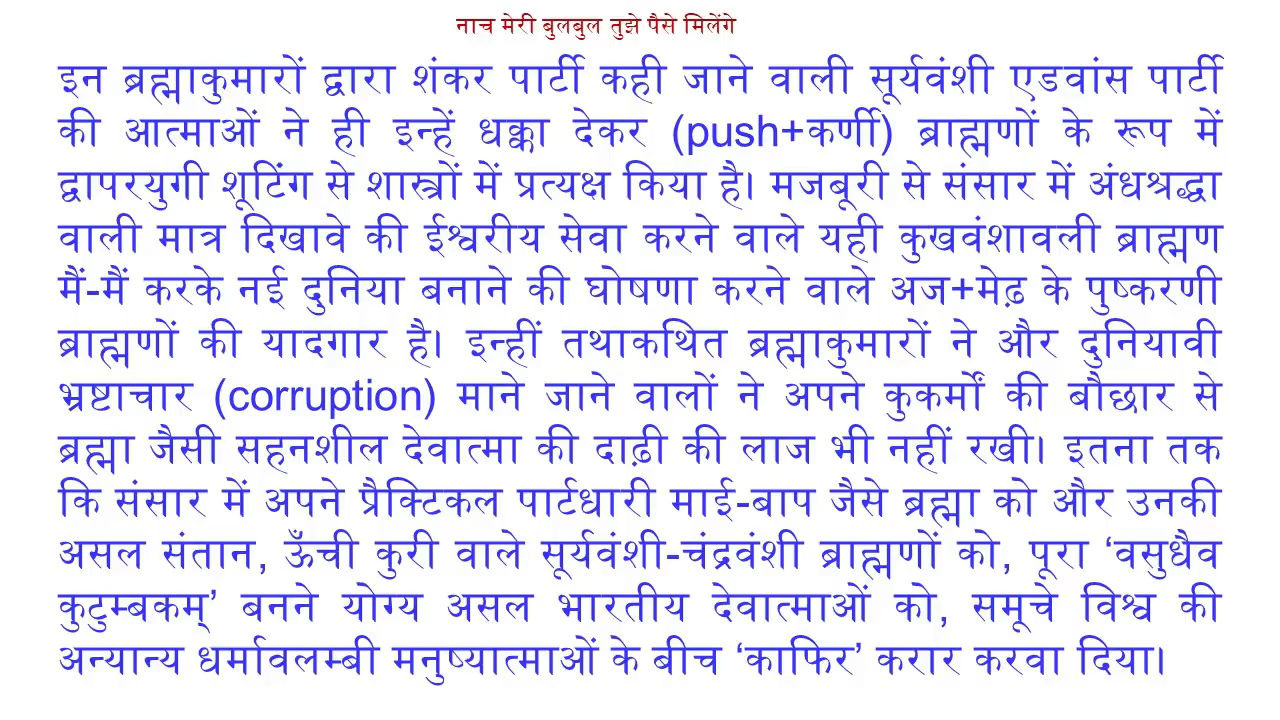 नाच मेरी बुलबुल तुझे पैसे मिलेंगे
इन ब्रह्माकुमारों द्वारा शंकर पार्टी कही जाने वाली सूर्यवंशी एडवांस पार्टी
की आत्माओं ने ही इन्हें धक्का देकर (push+कर्णी) ब्राह्मणों के रूप में
द्वापरयुगी शूटिंग से शास्त्रों में प्रत्यक्ष किया है। मजबूरी से संसार में अंधश्रद्धा
वाली मात्र दिखावे की ईश्वरीय सेवा करने वाले यही कुखवंशावली ब्राह्मण
मैं-मैं करके नई दुनिया बनाने की घोषणा करने वाले अज+मेढ़ के पुष्करणी
ब्राह्मणों की यादगार है। इन्हीं तथाकथित ब्रह्माकुमारों ने और दुनियावी
भ्रष्टाचार (corruption) माने जाने वालों ने अपने कुकर्मों की बौछार से
ब्रह्मा जैसी सहनशील देवात्मा की दाढ़ी की लाज भी नहीं रखी। इतना तक
कि संसार में अपने प्रैक्टिकल पार्टधारी माई-बाप जैसे ब्रह्मा को और उनकी
असल संतान, ऊँची कुरी वाले सूर्यवंशी-चंद्रवंशी ब्राह्मणों को, पूरा ‘वसुधैव
कुटुम्बकम्’ बनने योग्य असल भारतीय देवात्माओं को, समूचे विश्व की
अन्यान्य धर्मावलम्बी मनुष्यात्माओं के बीच ‘काफिर’ करार करवा दिया।